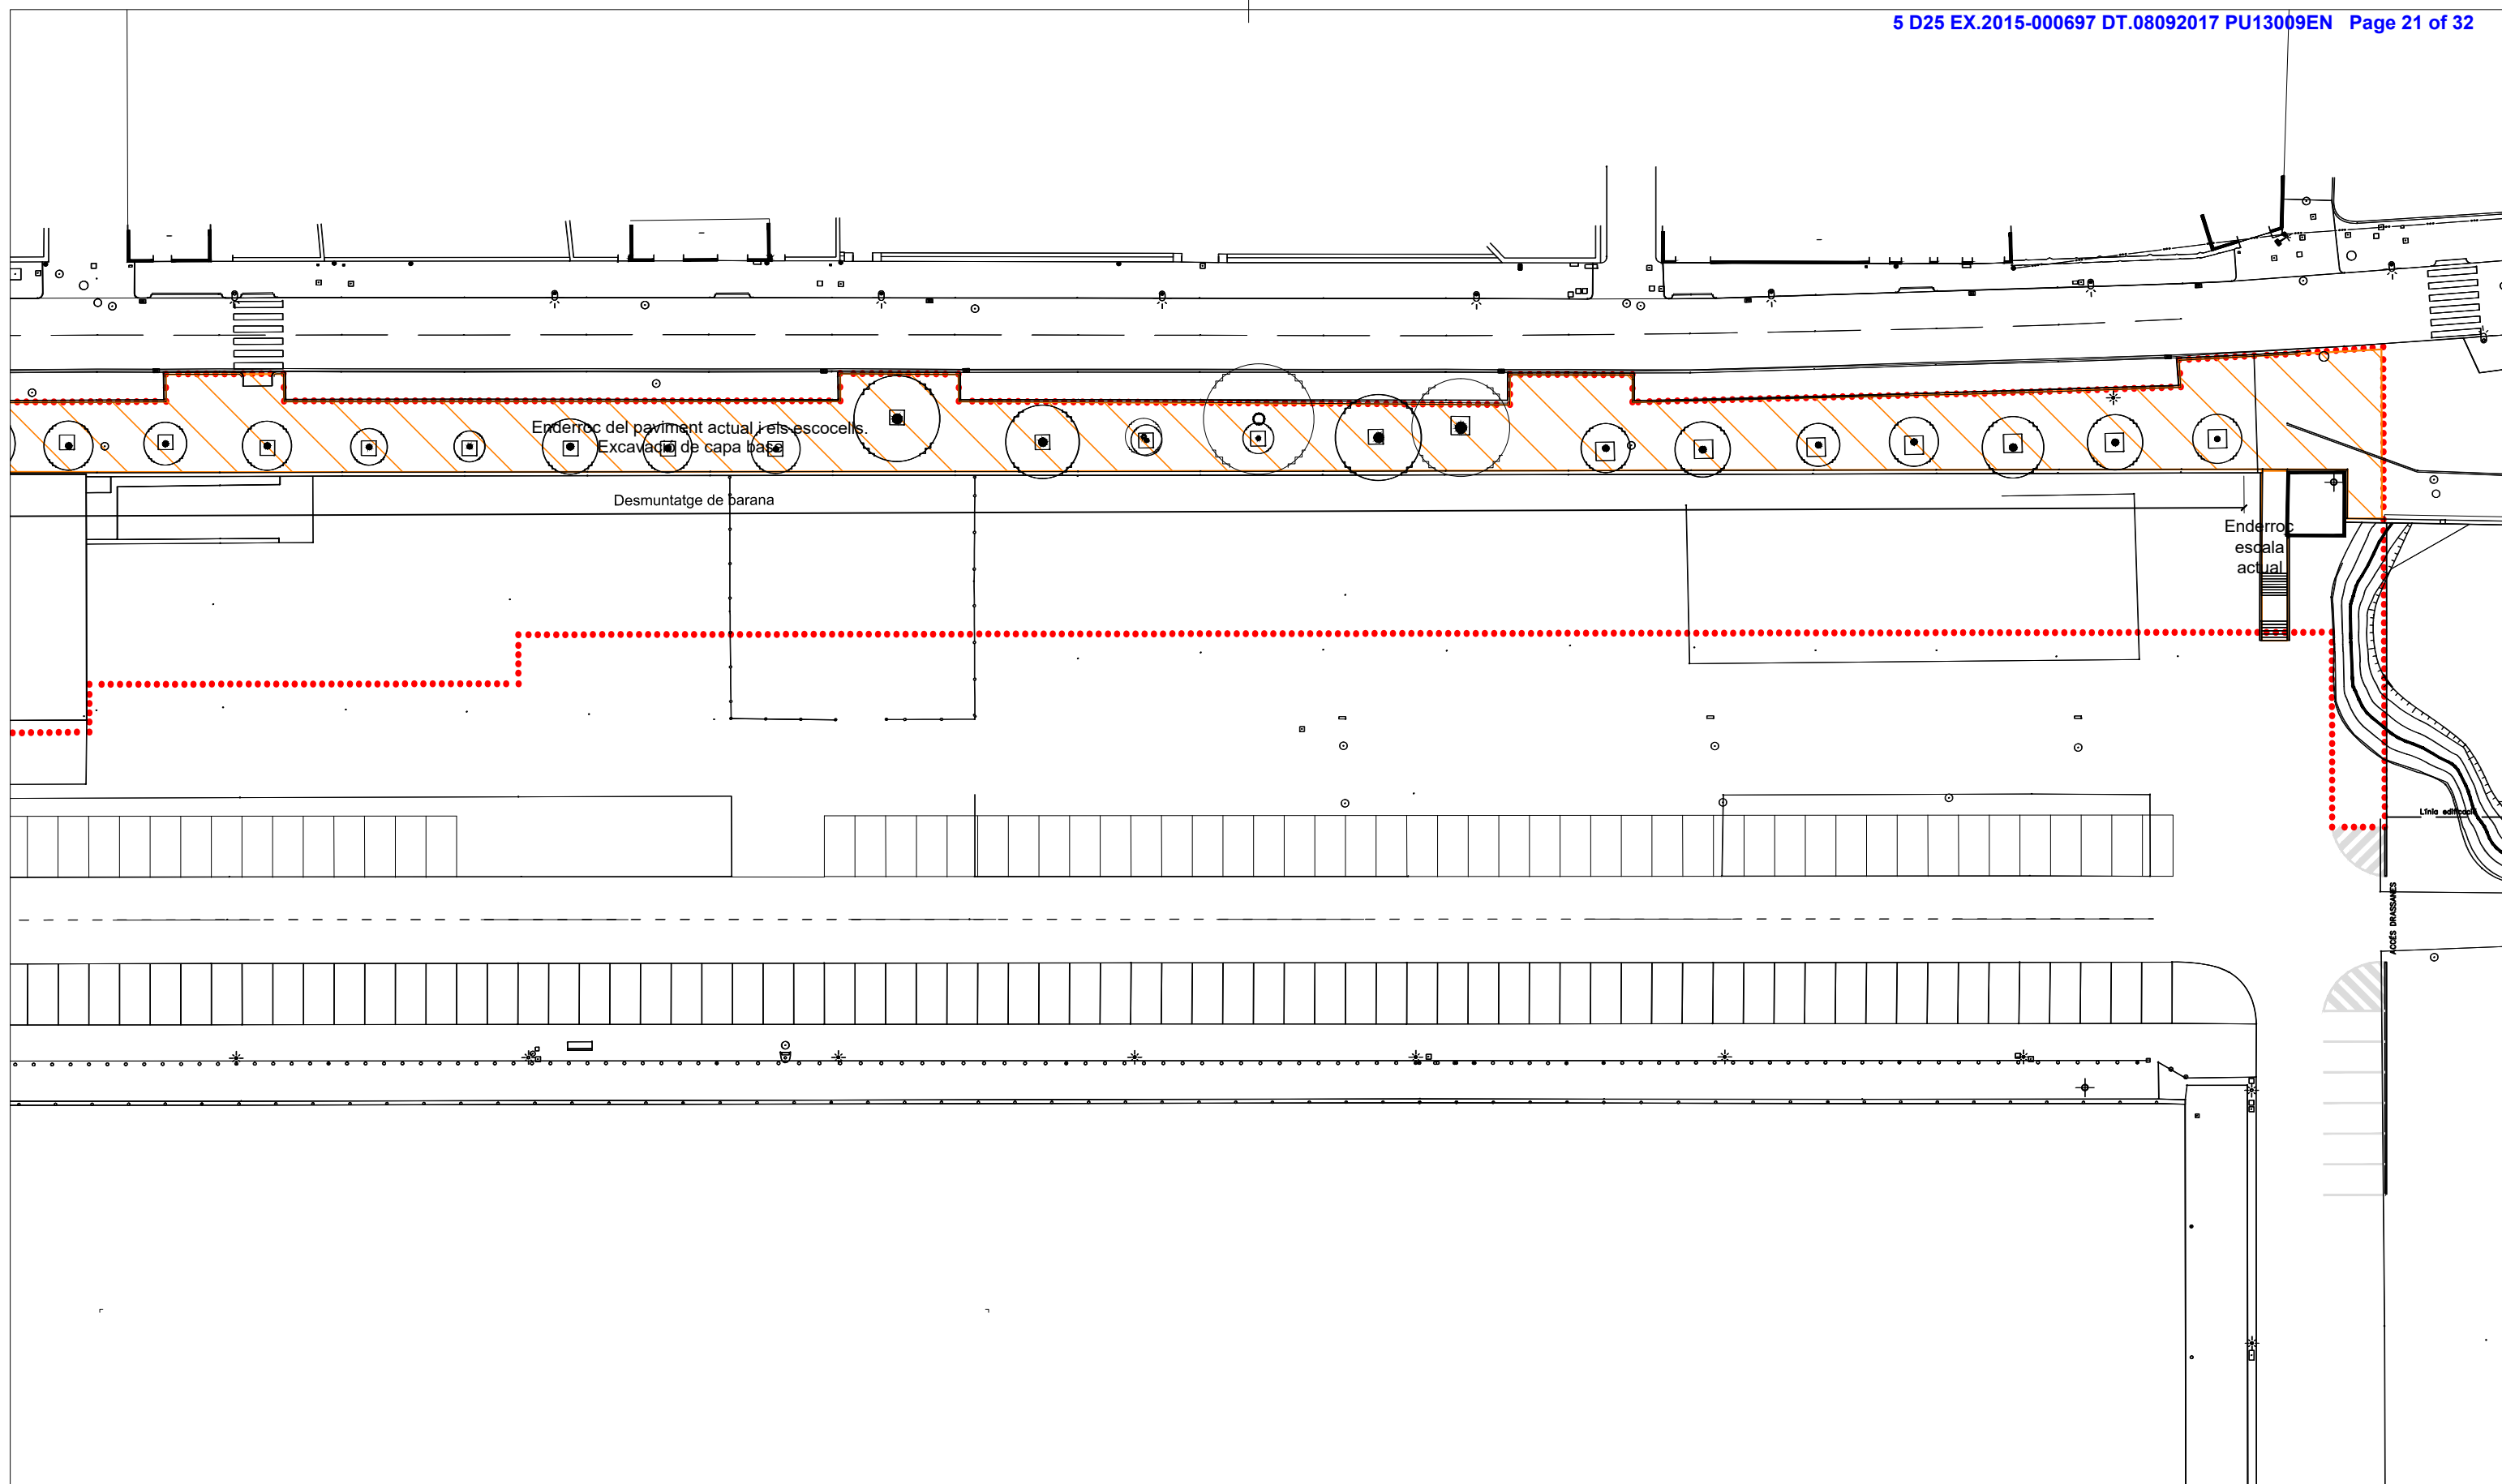 5 D25 EX.2015-000697 DT.08092017 PU13009EN Page 21 of 32
Enderroc del paviment actual i els escocells.
Excavació de capa base
Desmuntatge de barana
Enderroc
escala
actual
Línia edificació
ACCÉS DRASSANES